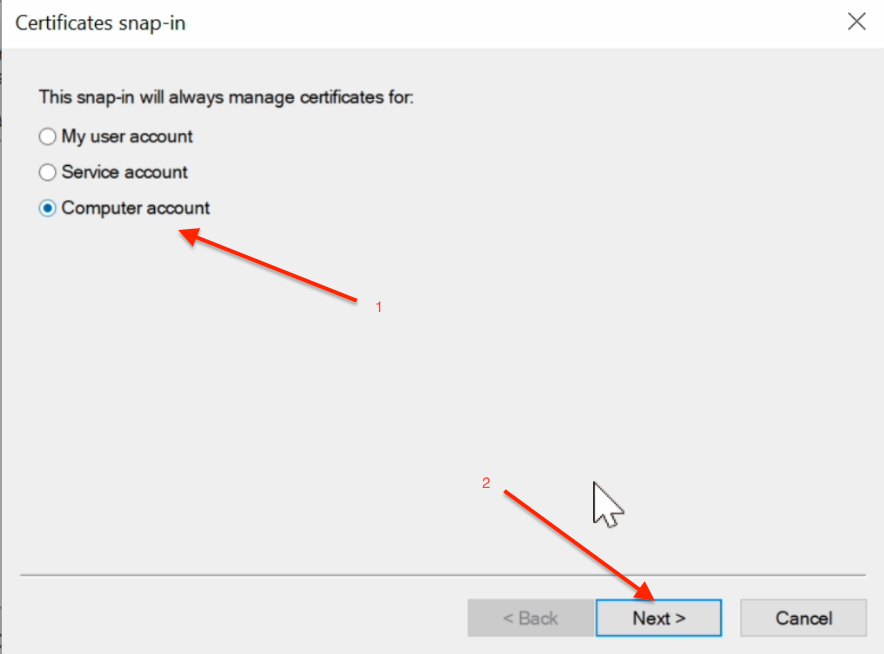 Certificates snap-in
This snap-in will always manage certificates for:
My user account
Service account
Computer account
1
2
< Back
Next >
Cancel